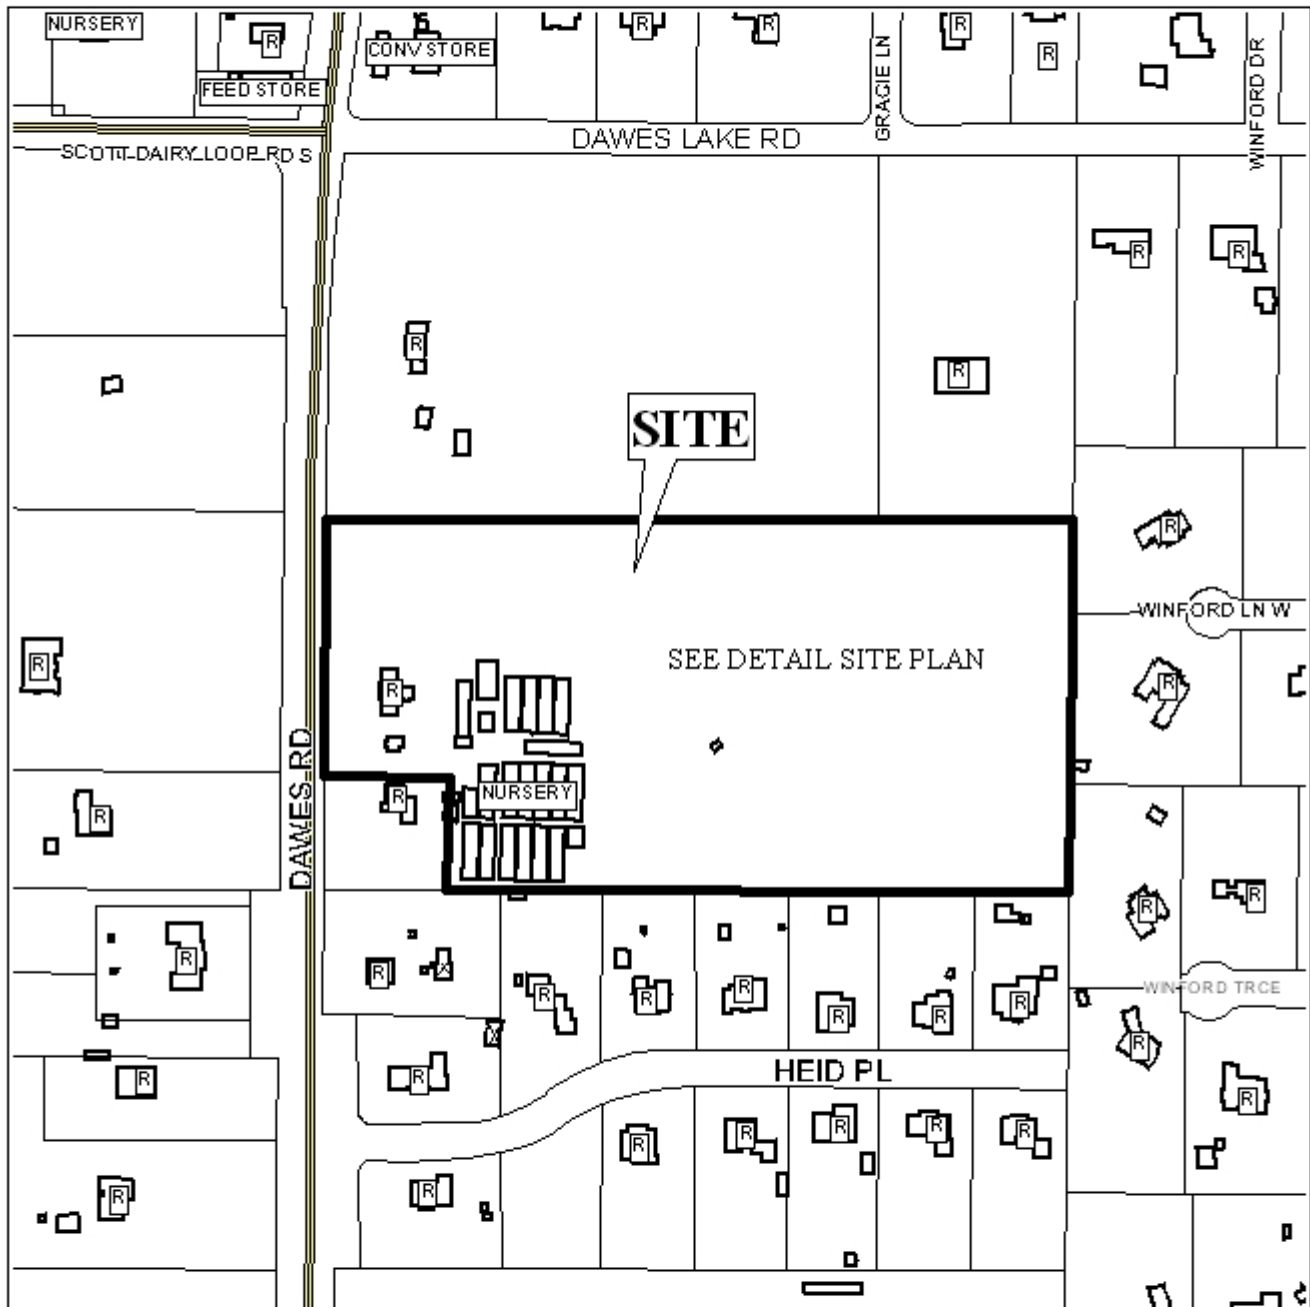 NURSERY
R
R
R
R
R
CONV STORE
FEED STORE
GRACIE LN
WINFORD DR
DAWES LAKE RD
SCOTT DAIRY LOOP RD S
R
R
R
R
SITE
R
WINFORD LN W
SEE DETAIL SITE PLAN
R
R
R
DAWES RD
NURSERY
R
R
R
R
R
R
WINFORD TRCE
R
R
R
R
R
R
R
HEID PL
R
R
R
R
R
R
R
R
R
R
R